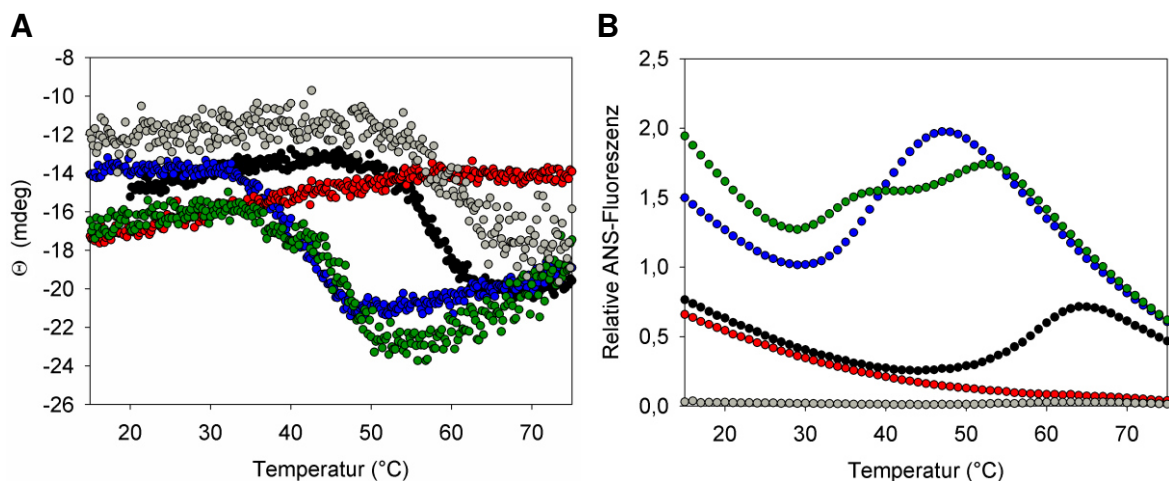 A
B
-8
-10
-12
-14
-16
-18
-20
-22
-24
-26
Θ (mdeg)
20 30 40 50 60 70
Temperatur (°C)
2,5
2,0
1,5
1,0
0,5
0,0
Relative ANS-Fluoreszenz
20 30 40 50 60 70
Temperatur (°C)